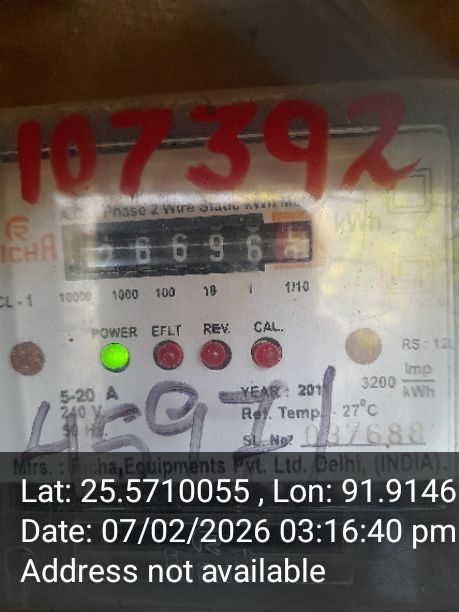 107392
A.C. Phase 2 Wire Static kWh
RICHA
kWh
6696
CL-1 10000 1000 100 10 1 1/10
POWER EFLT REV. CAL.
5-20 A
240 V
YEAR : 201
3200 Imp/kWh
Ref. Temp. 27°C
45971
SL. No. 037688
Mfrs. : Richa Equipments Pvt. Ltd. Delhi, (INDIA).
Lat: 25.5710055 , Lon: 91.9146
Date: 07/02/2026 03:16:40 pm
Address not available